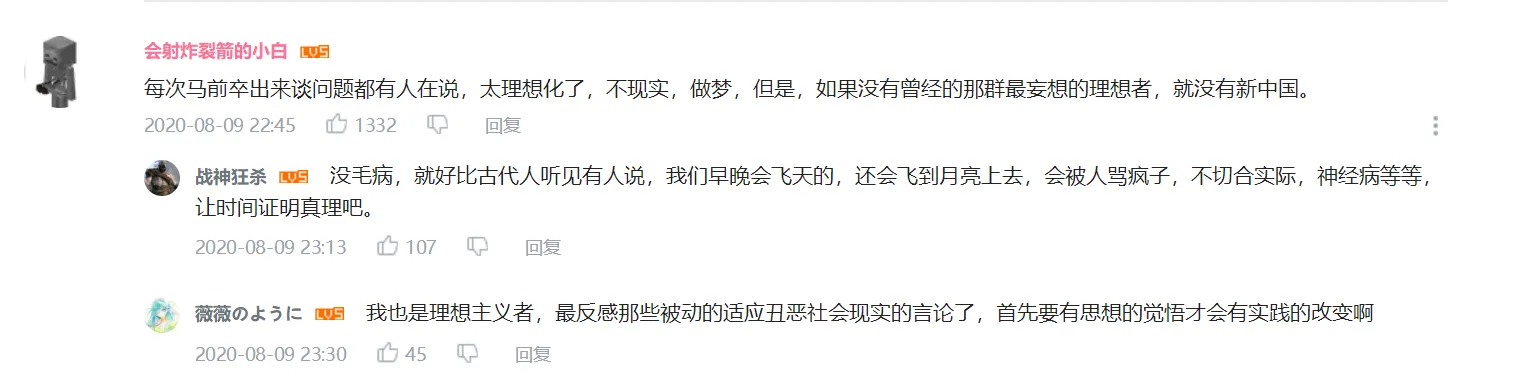 会射炸裂箭的小白 LV5
每次马前卒出来谈问题都有人在说，太理想化了，不现实，做梦，但是，如果没有曾经的那群最妄想的理想者，就没有新中国。
2020-08-09 22:45 1332 回复
战神狂杀 LV5 没毛病，就好比古代人听见有人说，我们早晚会飞天的，还会飞到月亮上去，会被人骂疯子，不切合实际，神经病等等，
让时间证明真理吧。
2020-08-09 23:13 107 回复
薇薇のように LV5 我也是理想主义者，最反感那些被动的适应丑恶社会现实的言论了，首先要有思想的觉悟才会有实践的改变啊
2020-08-09 23:30 45 回复